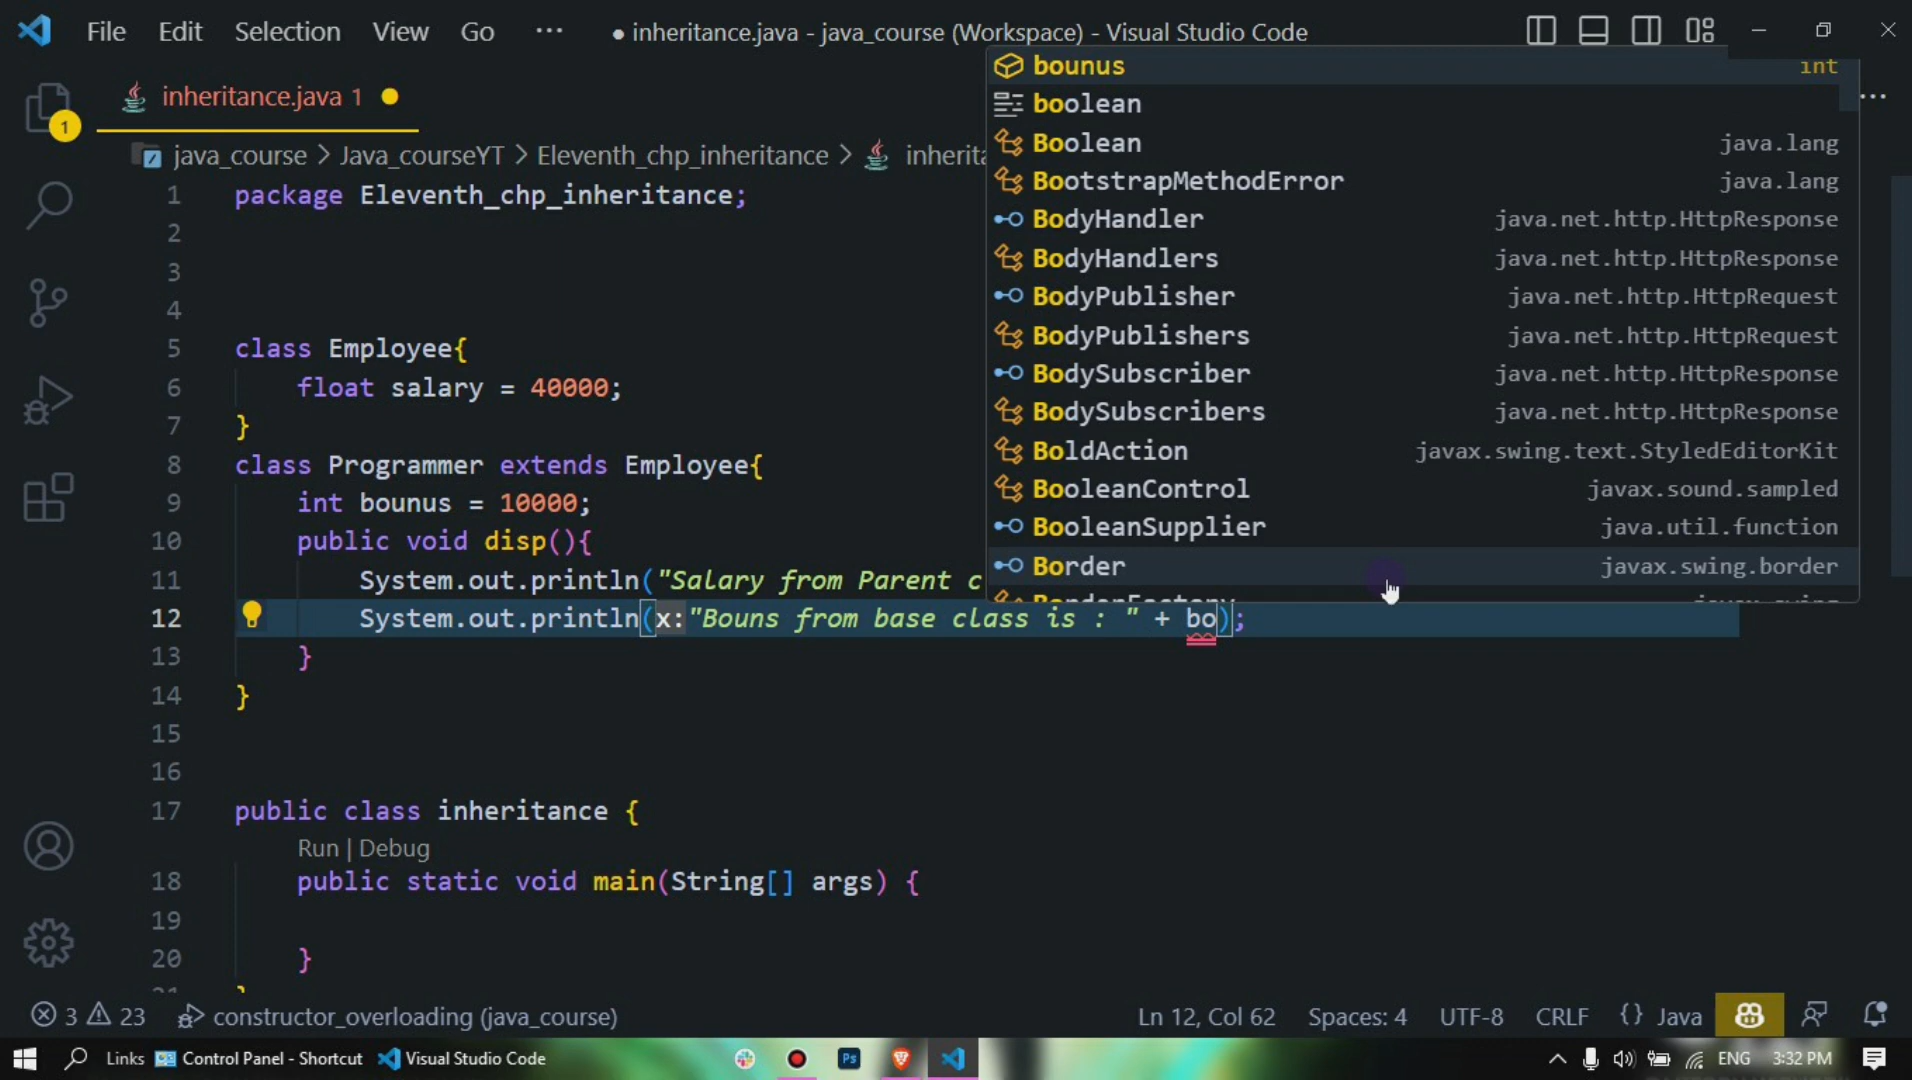 File Edit Selection View Go ··· ● inheritance.java - java_course (Workspace) - Visual Studio Code
1
inheritance.java 1 ●
java_course > Java_courseYT > Eleventh_chp_inheritance >
bounus int
boolean
Boolean java.lang
BootstrapMethodError java.lang
BodyHandler java.net.http.HttpResponse
BodyHandlers java.net.http.HttpResponse
BodyPublisher java.net.http.HttpRequest
BodyPublishers java.net.http.HttpRequest
BodySubscriber java.net.http.HttpResponse
BodySubscribers java.net.http.HttpResponse
BoldAction javax.swing.text.StyledEditorKit
BooleanControl javax.sound.sampled
BooleanSupplier java.util.function
Border javax.swing.border
1 package Eleventh_chp_inheritance;
2
3
4
5 class Employee{
6 float salary = 40000;
7 }
8 class Programmer extends Employee{
9 int bounus = 10000;
10 public void disp(){
11 System.out.println("Salary from Parent c
12 System.out.println(x:"Bouns from base class is : " + bo);
13 }
14 }
15
16
17 public class inheritance {
Run | Debug
18 public static void main(String[] args) {
19
20 }
3 23 constructor_overloading (java_course) Ln 12, Col 62 Spaces: 4 UTF-8 CRLF {} Java
Links Control Panel - Shortcut Visual Studio Code Ps ENG 3:32 PM